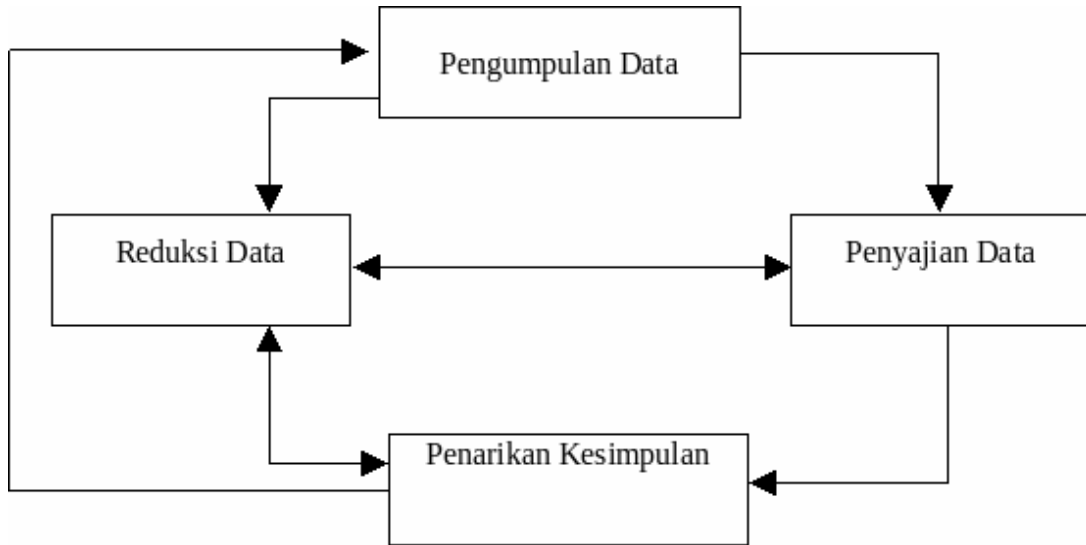 Pengumpulan Data
Reduksi Data
Penyajian Data
Penarikan Kesimpulan